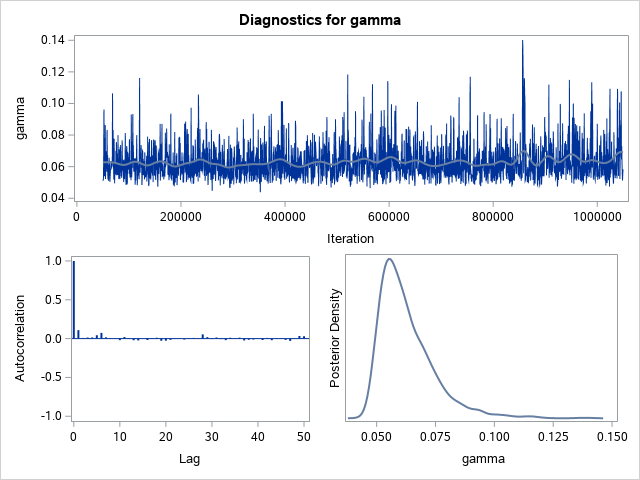 Diagnostics for gamma
gamma
0.14
0.12
0.10
0.08
0.06
0.04
0 200000 400000 600000 800000 1000000
Iteration
Autocorrelation
1.0
0.5
0.0
-0.5
-1.0
0 10 20 30 40 50
Lag
Posterior Density
0.050 0.075 0.100 0.125 0.150
gamma